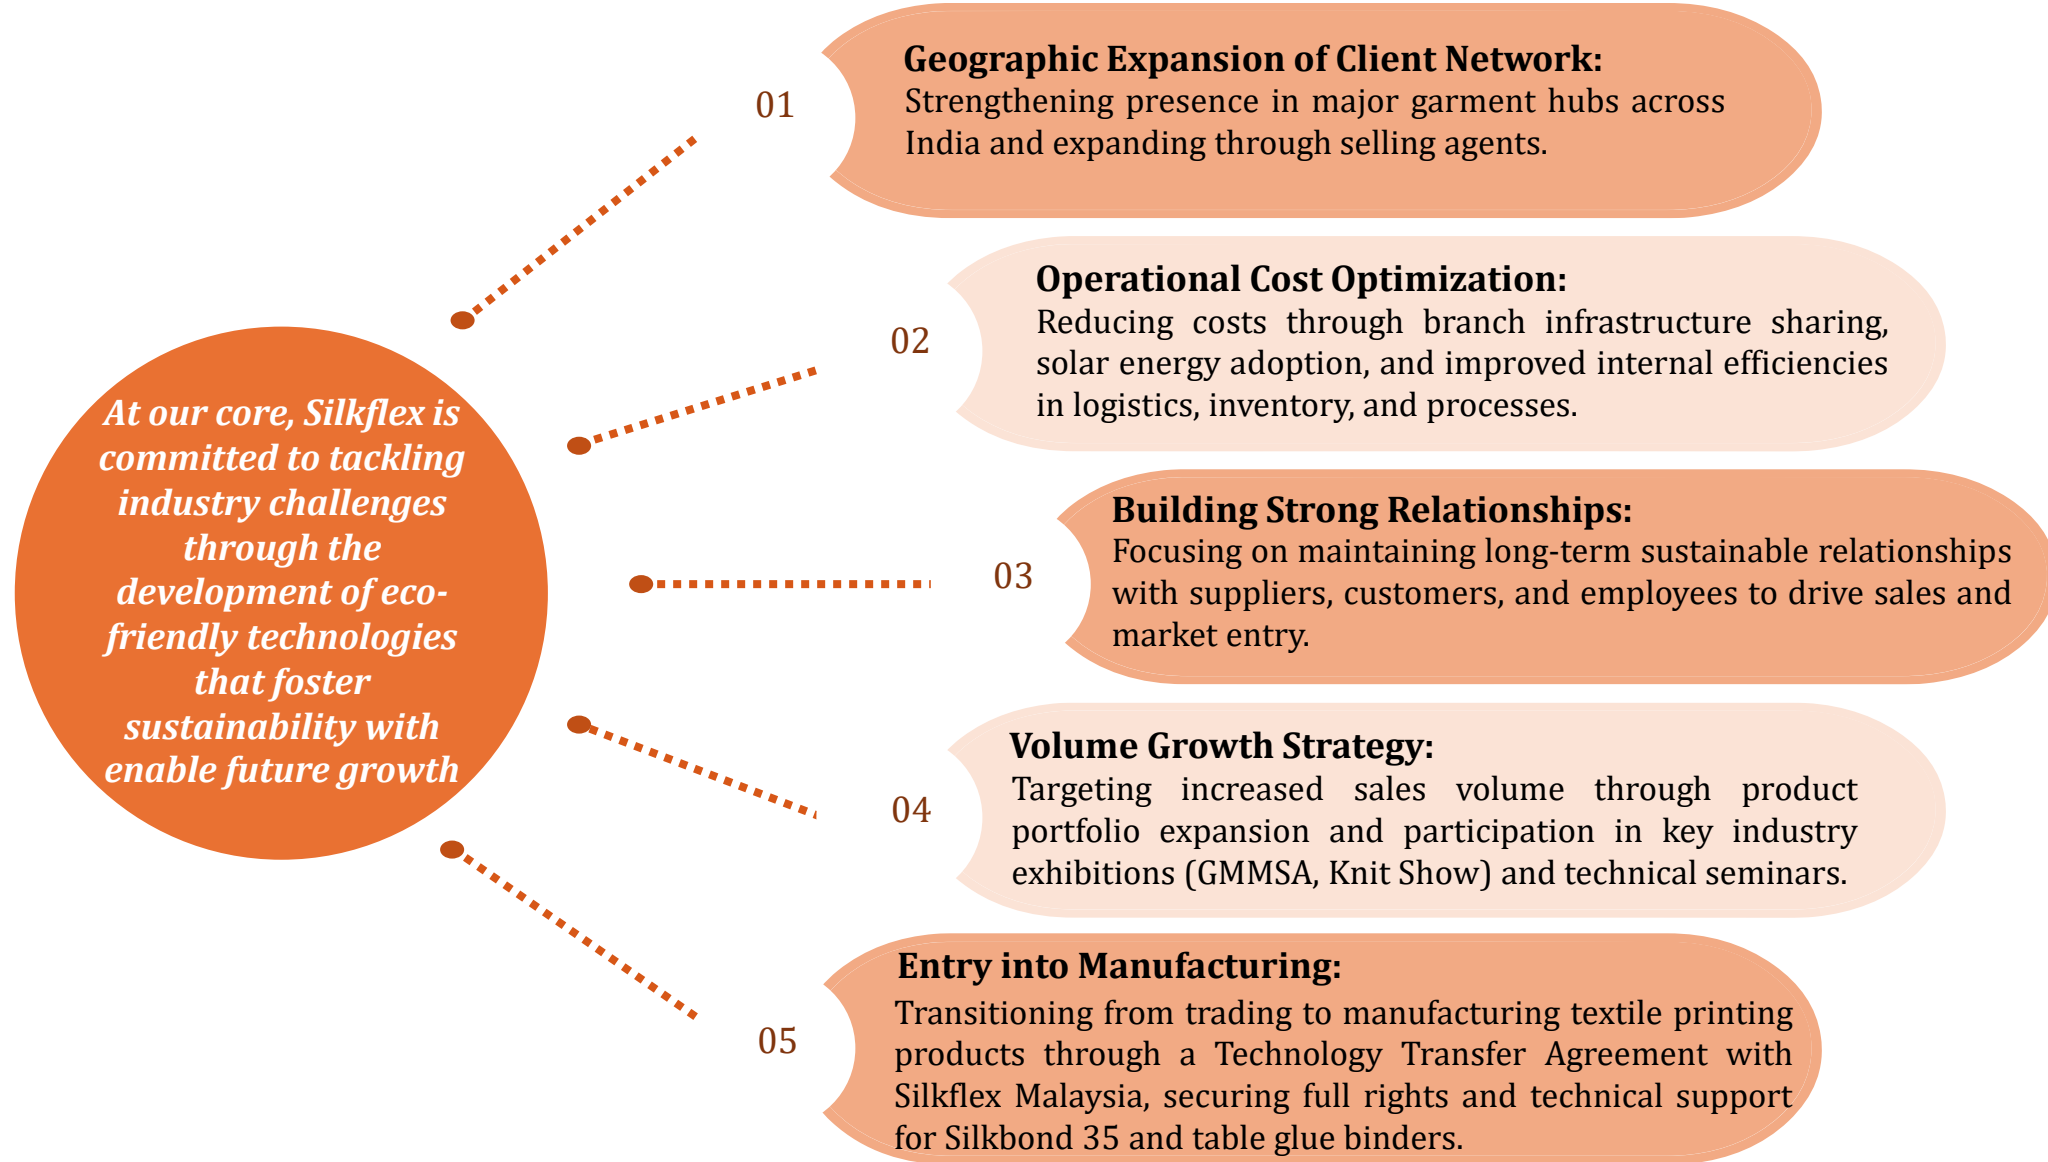 At our core, Silkflex is
committed to tackling
industry challenges
through the
development of eco-
friendly technologies
that foster
sustainability with
enable future growth
01
Geographic Expansion of Client Network:
Strengthening presence in major garment hubs across
India and expanding through selling agents.
02
Operational Cost Optimization:
Reducing costs through branch infrastructure sharing,
solar energy adoption, and improved internal efficiencies
in logistics, inventory, and processes.
03
Building Strong Relationships:
Focusing on maintaining long-term sustainable relationships
with suppliers, customers, and employees to drive sales and
market entry.
04
Volume Growth Strategy:
Targeting increased sales volume through product
portfolio expansion and participation in key industry
exhibitions (GMMSA, Knit Show) and technical seminars.
05
Entry into Manufacturing:
Transitioning from trading to manufacturing textile printing
products through a Technology Transfer Agreement with
Silkflex Malaysia, securing full rights and technical support
for Silkbond 35 and table glue binders.